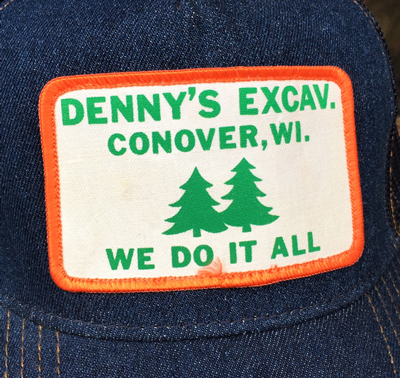 DENNY'S EXCAV.
CONOVER, WI.
WE DO IT ALL